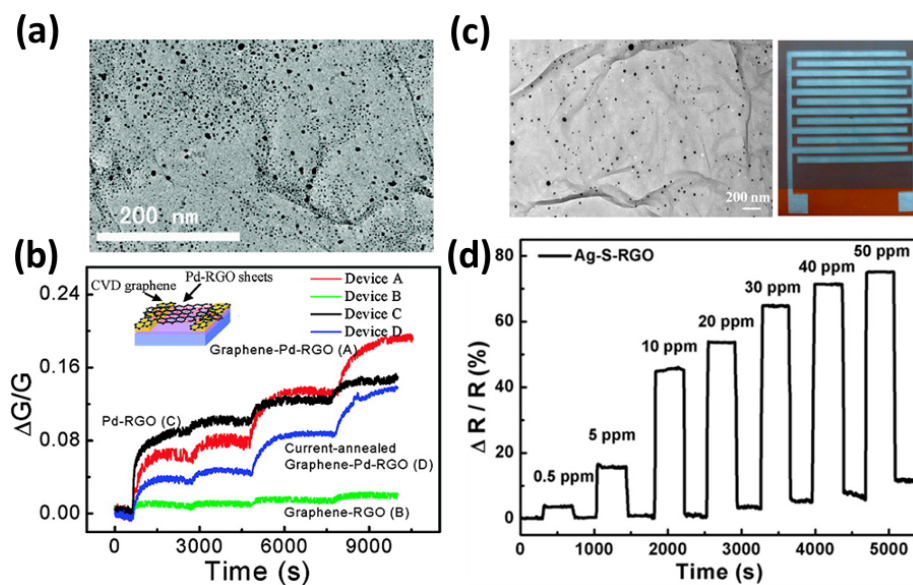 (a)
200 nm
(b)
CVD graphene
Pd-RGO sheets
Device A
Device B
Device C
Device D
Graphene-Pd-RGO (A)
Pd-RGO (C)
Current-annealed
Graphene-Pd-RGO (D)
Graphene-RGO (B)
ΔG/G
0.24
0.16
0.08
0.00
0
3000
6000
9000
Time (s)
(c)
200 nm
(d)
Ag-S-RGO
0.5 ppm
5 ppm
10 ppm
20 ppm
30 ppm
40 ppm
50 ppm
Δ R / R (%)
80
60
40
20
0
0
1000
2000
3000
4000
5000
Time (s)